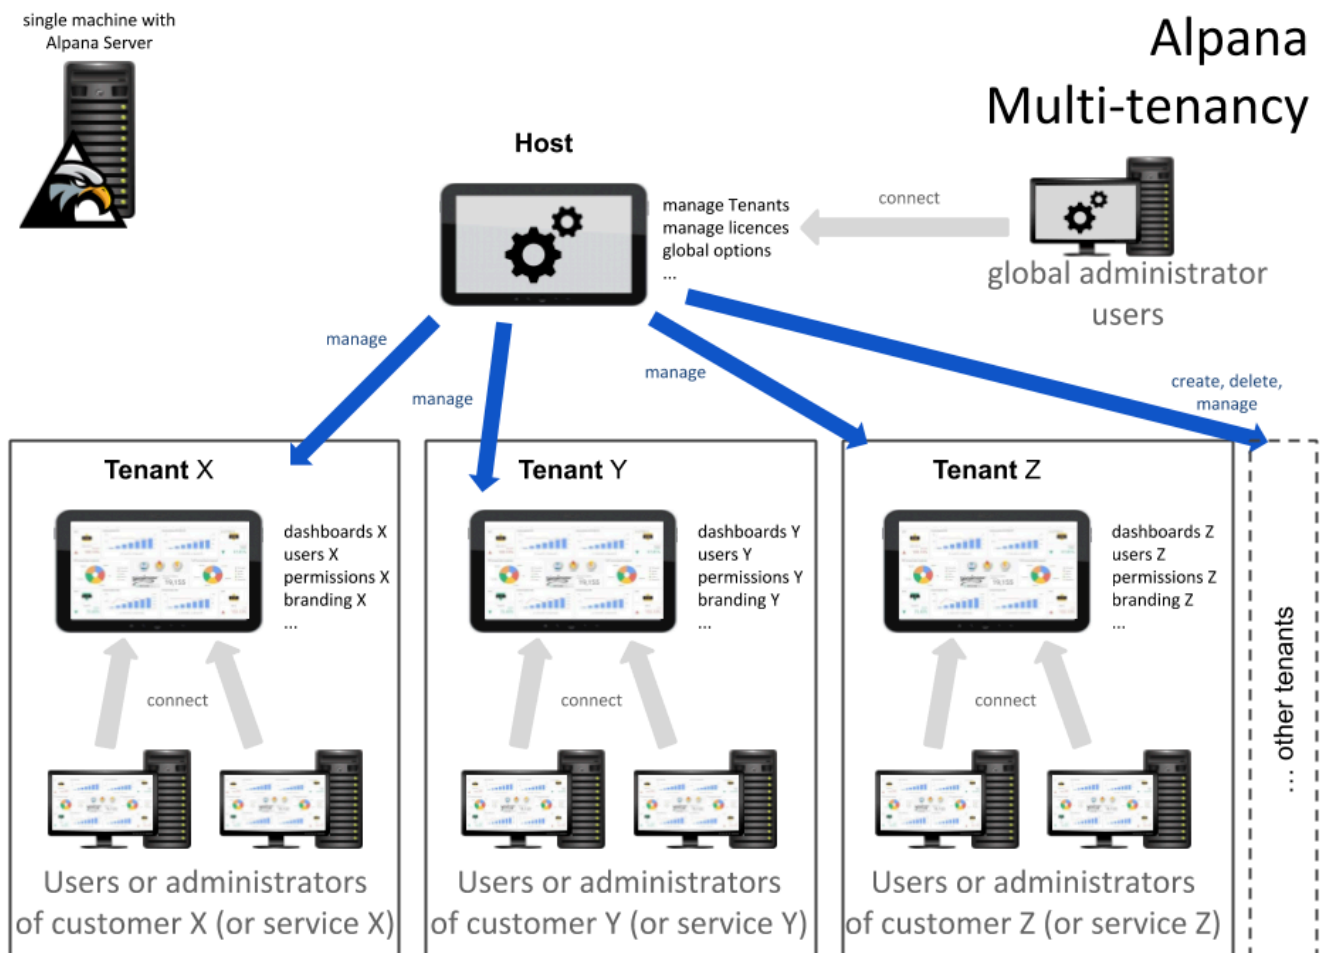 single machine with
Alpana Server
Alpana
Multi-tenancy
Host
manage Tenants
manage licences
global options
...
connect
global administrator
users
manage
manage
manage
create, delete,
manage
Tenant X
dashboards X
users X
permissions X
branding X
...
connect
Users or administrators
of customer X (or service X)
Tenant Y
dashboards Y
users Y
permissions Y
branding Y
...
connect
Users or administrators
of customer Y (or service Y)
Tenant Z
dashboards Z
users Z
permissions Z
branding Z
...
connect
Users or administrators
of customer Z (or service Z)
... other tenants